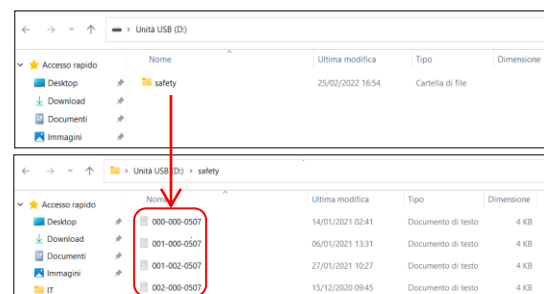 Unità USB (D:)
Nome Ultima modifica Tipo Dimensione
Accesso rapido
Desktop safety 25/02/2022 16:54 Cartella di file
Download
Documenti
Immagini
Unità USB (D:) safety
Nome Ultima modifica Tipo Dimensione
Accesso rapido
Desktop 000-000-0507 14/01/2021 02:41 Documento di testo 4 KB
Download 001-000-0507 06/01/2021 13:31 Documento di testo 4 KB
Documenti
Immagini 001-002-0507 27/01/2021 10:27 Documento di testo 4 KB
IT 002-000-0507 15/12/2020 09:45 Documento di testo 4 KB